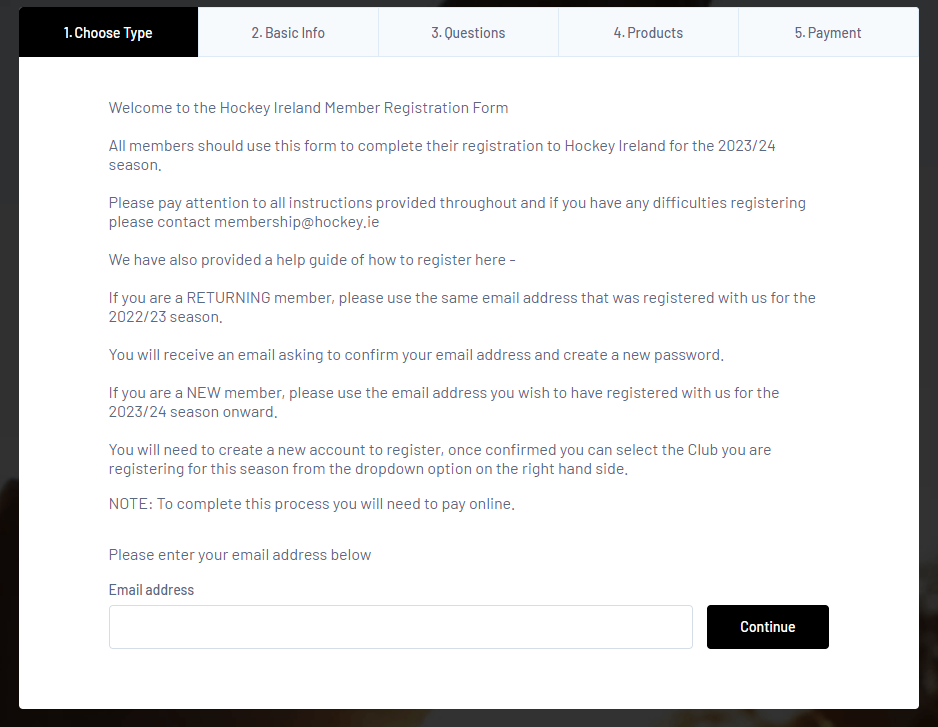 1. Choose Type
2. Basic Info
3. Questions
4. Products
5. Payment
Welcome to the Hockey Ireland Member Registration Form
All members should use this form to complete their registration to Hockey Ireland for the 2023/24
season.
Please pay attention to all instructions provided throughout and if you have any difficulties registering
please contact membership@hockey.ie
We have also provided a help guide of how to register here -
If you are a RETURNING member, please use the same email address that was registered with us for the
2022/23 season.
You will receive an email asking to confirm your email address and create a new password.
If you are a NEW member, please use the email address you wish to have registered with us for the
2023/24 season onward.
You will need to create a new account to register, once confirmed you can select the Club you are
registering for this season from the dropdown option on the right hand side.
NOTE: To complete this process you will need to pay online.
Please enter your email address below
Email address
Continue